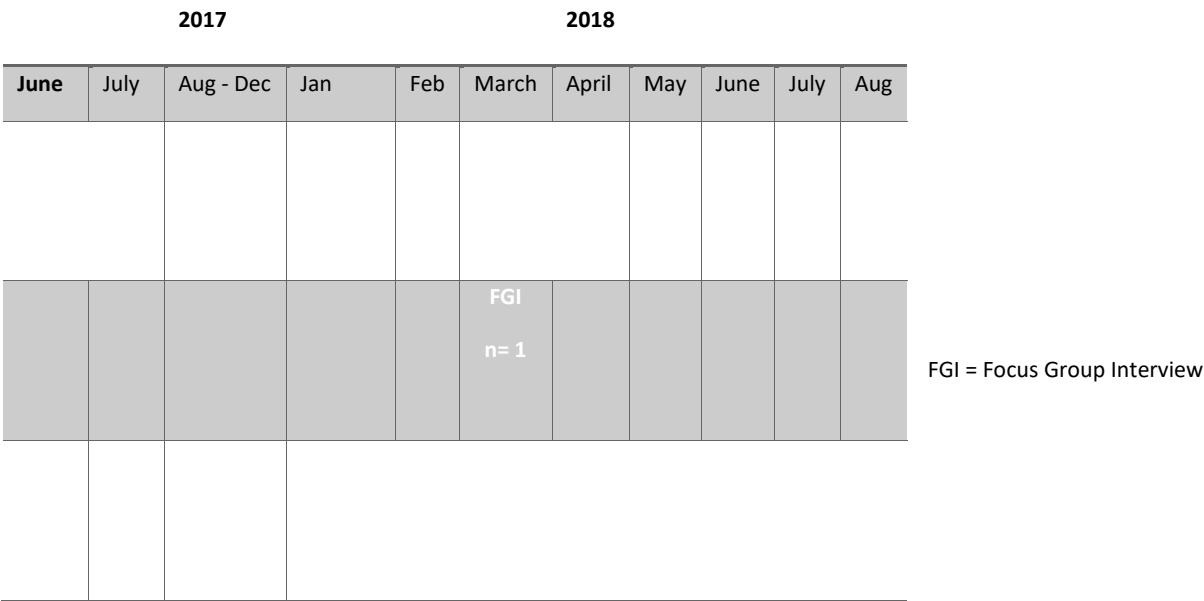 2017 2018
June July Aug - Dec Jan Feb March April May June July Aug
FGI
n= 1
FGI = Focus Group Interview